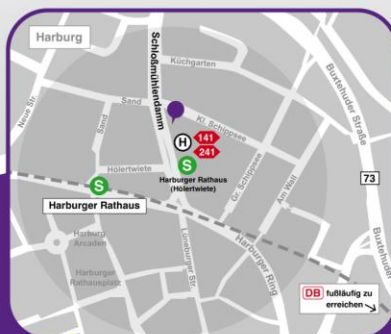 Harburg
Neue Str.
Schloßmühlendamm
Küchgarten
Buxtehuder Straße
Sand
Kl. Schippsee
Sand
H
141
241
S
Harburger Rathaus
(Hölertwiete)
Hölertwiete
S
Harburger Rathaus
Gr. Schippsee
Am Wall
73
Harburg
Arcaden
Harburger
Rathausplatz
Lüneburger Str.
Harburger Ring
Buxtehuder
DB fußläufig zu
erreichen